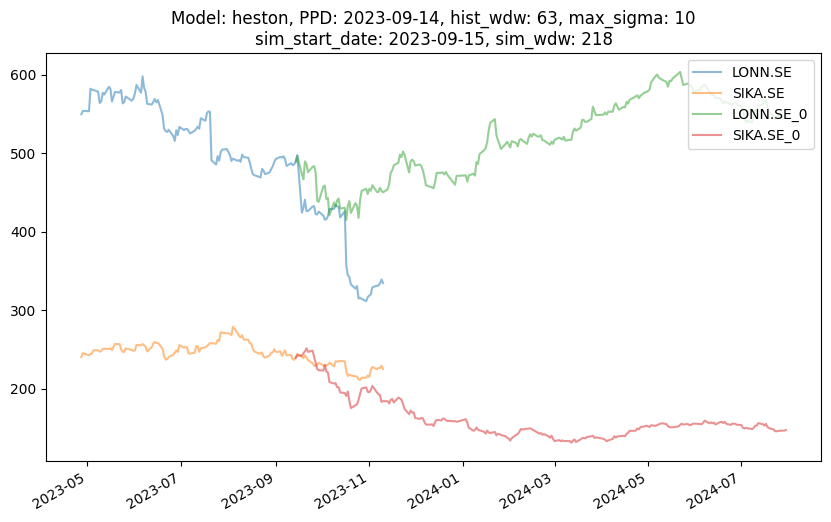 Model: heston, PPD: 2023-09-14, hist_wdw: 63, max_sigma: 10
sim_start_date: 2023-09-15, sim_wdw: 218
LONN.SE
SIKA.SE
LONN.SE_0
SIKA.SE_0
600
500
400
300
200
2023-05
2023-07
2023-09
2023-11
2024-01
2024-03
2024-05
2024-07